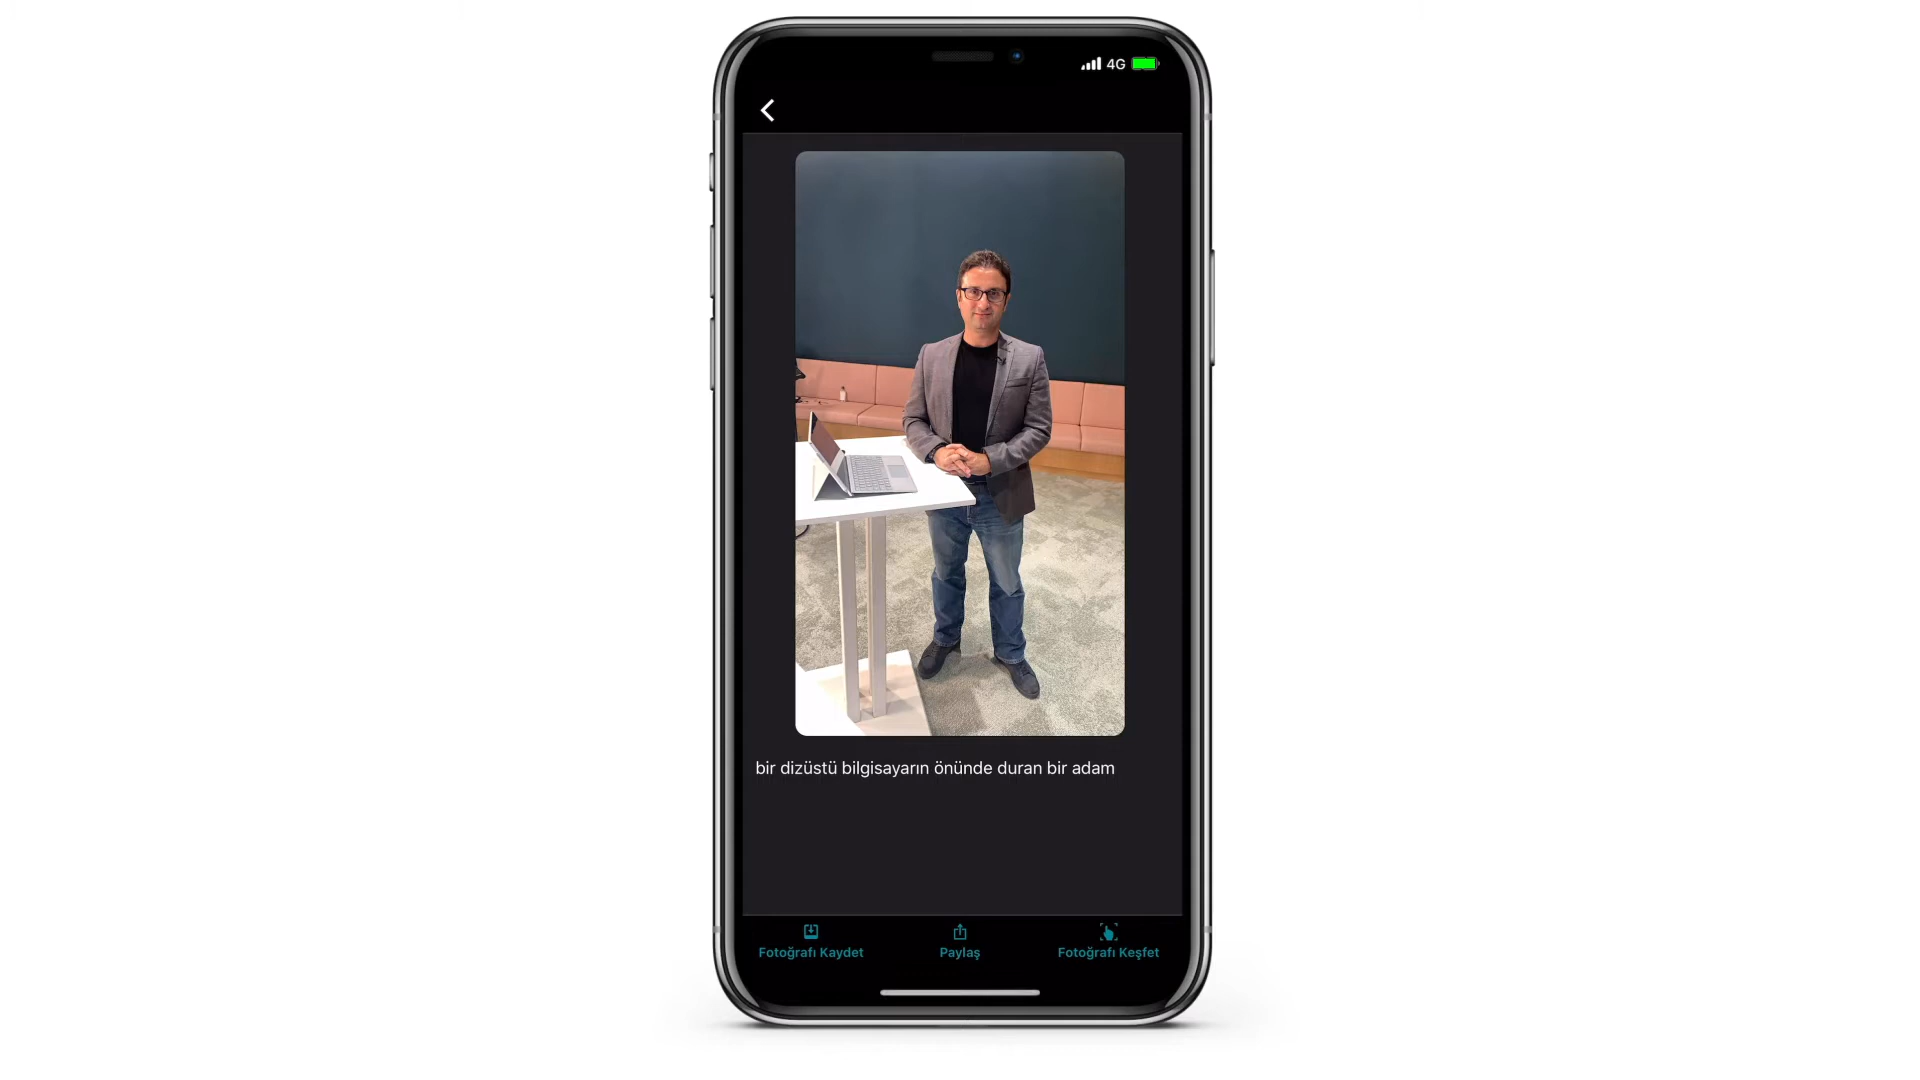 4G
bir dizüstü bilgisayarın önünde duran bir adam
Fotoğrafı Kaydet
Paylaş
Fotoğrafı Keşfet